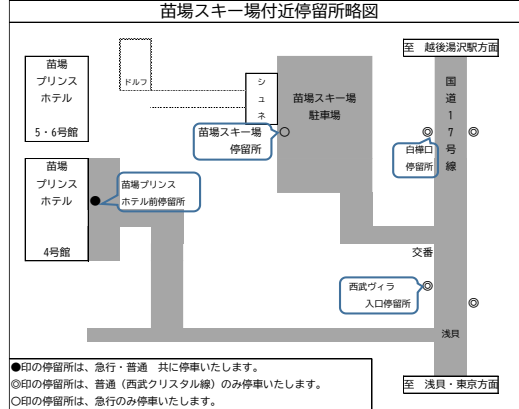 苗場スキー場付近停留所略図
至 越後湯沢駅方面
苗場
プリンス
ホテル
5・6号館
ドルフ
シュネ
苗場スキー場
駐車場
国道17号線
苗場スキー場
停留所
白樺口
停留所
苗場
プリンス
ホテル
4号館
苗場プリンス
ホテル前停留所
交番
西武ヴィラ
入口停留所
浅貝
●印の停留所は、急行・普通 共に停車いたします。
◎印の停留所は、普通（西武クリスタル線）のみ停車いたします。
○印の停留所は、急行のみ停車いたします。
至 浅貝・東京方面